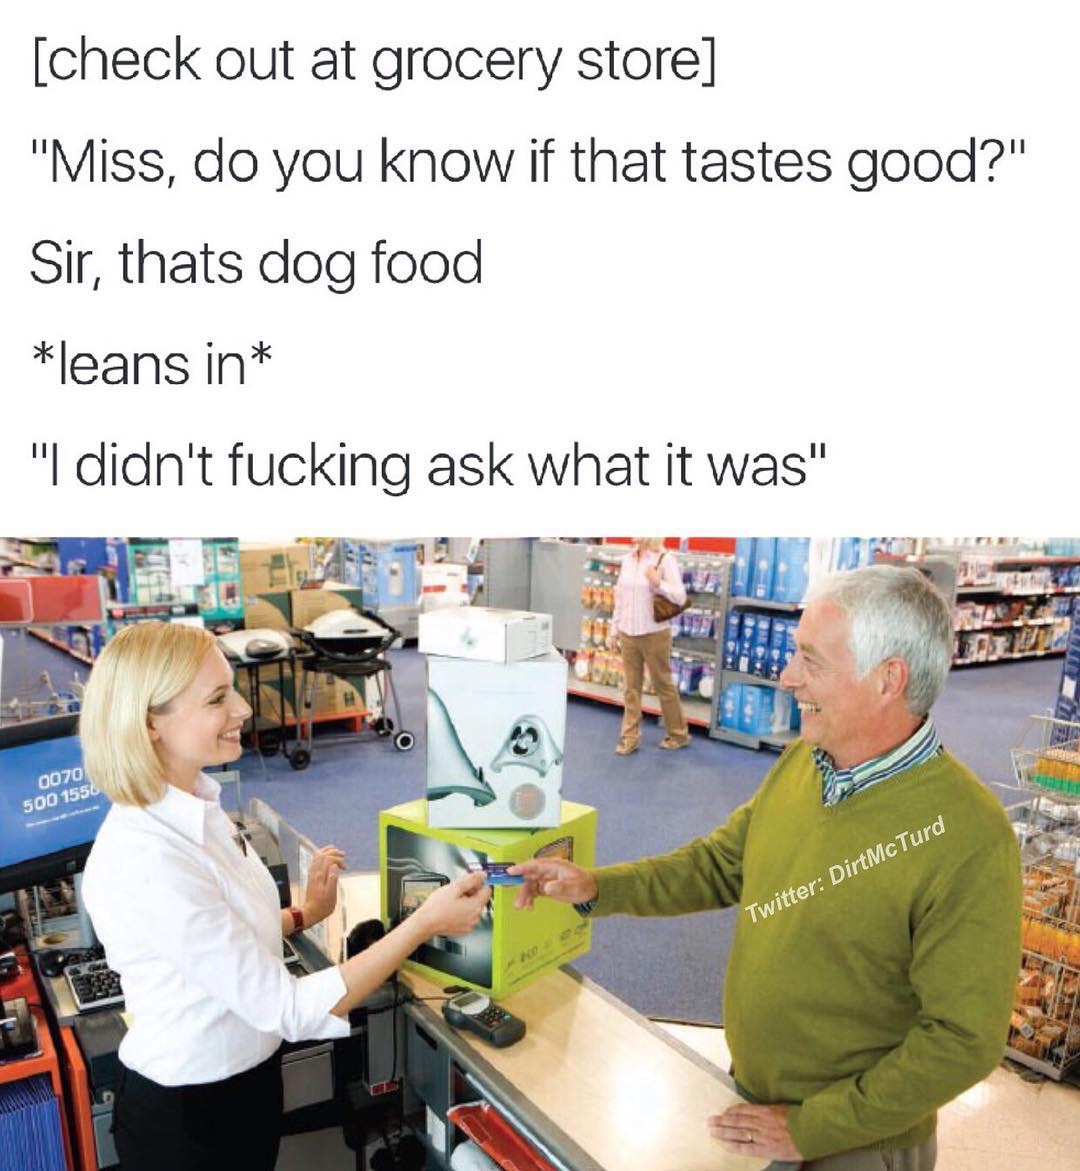 [check out at grocery store]
"Miss, do you know if that tastes good?"
Sir, thats dog food
*leans in*
"I didn't fucking ask what it was"
0070
500 155
Twitter: DirtMcTurd